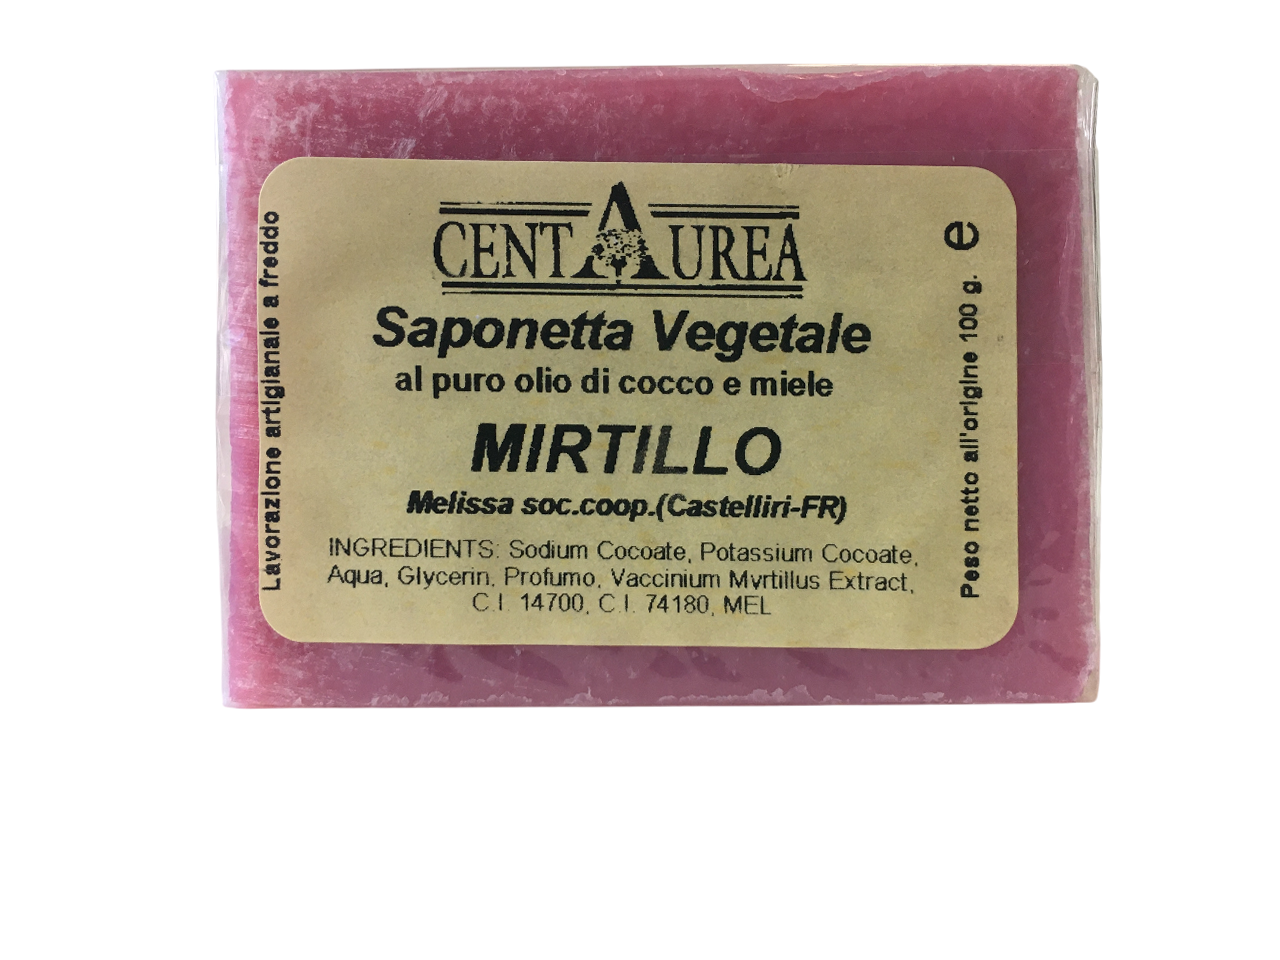 CENTAUREA
Saponetta Vegetale
al puro olio di cocco e miele
MIRTILLO
Melissa soc.coop.(Castelliri-FR)
INGREDIENTS: Sodium Cocoate, Potassium Cocoate,
Aqua, Glycerin, Profumo, Vaccinium Myrtillus Extract,
C.I. 14700, C.I. 74180, MEL
Lavorazione artigianale a freddo
Peso netto all'origine 100 g. e